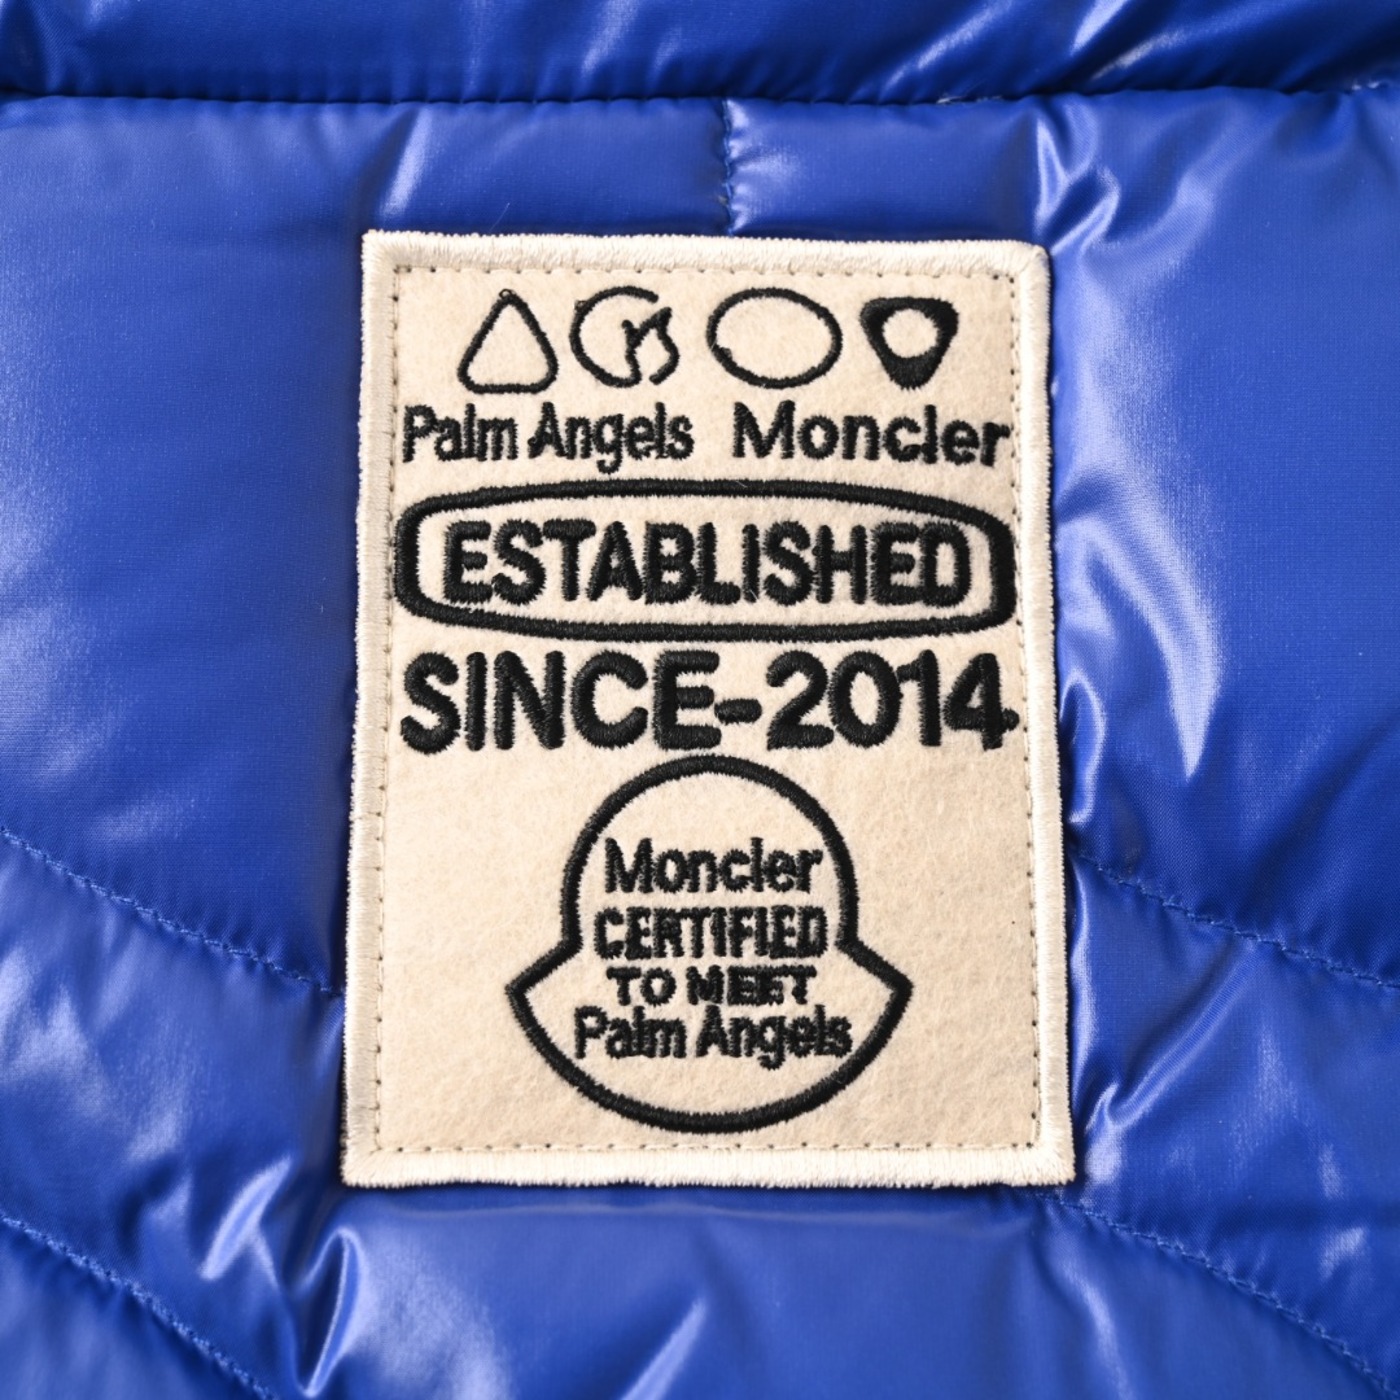 Palm Angels Moncler
ESTABLISHED
SINCE-2014
Moncler
CERTIFIED
TO MEET
Palm Angels